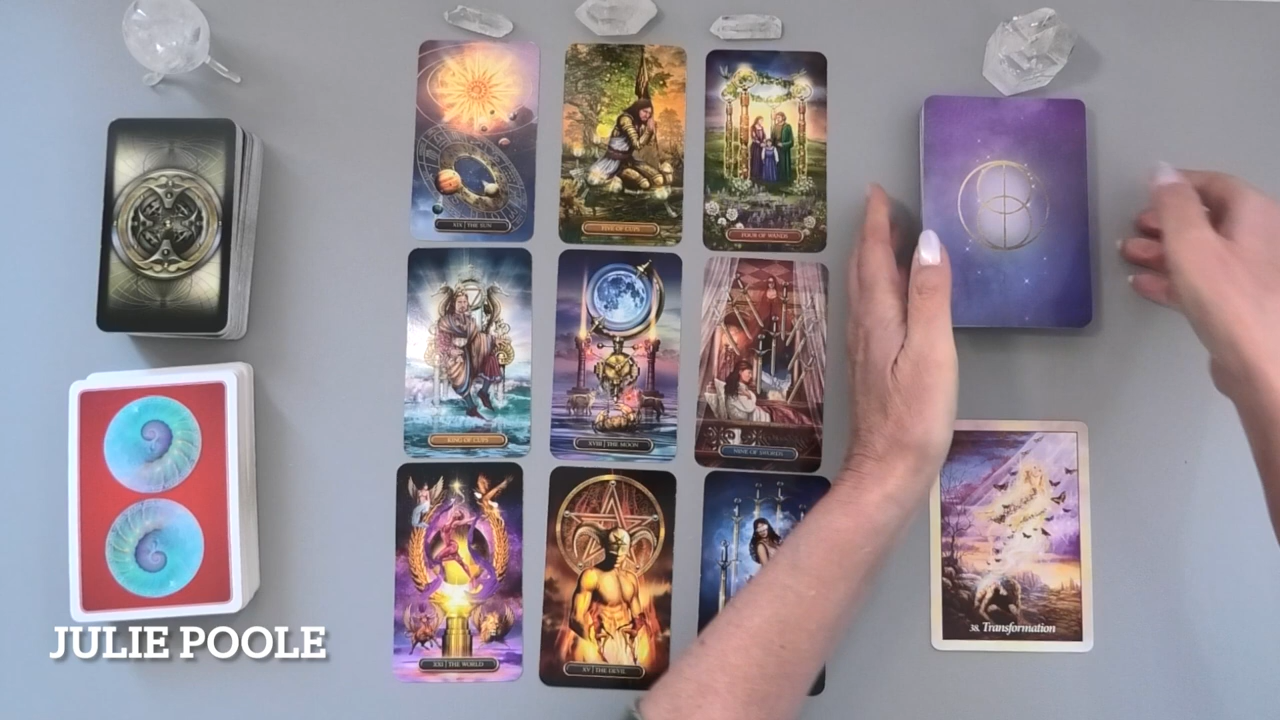 XIX | THE SUN
FIVE OF CUPS
FOUR OF WANDS
KING OF CUPS
XVIII | THE MOON
NINE OF SWORDS
XXI | THE WORLD
XV | THE DEVIL
38. Transformation
JULIE POOLE